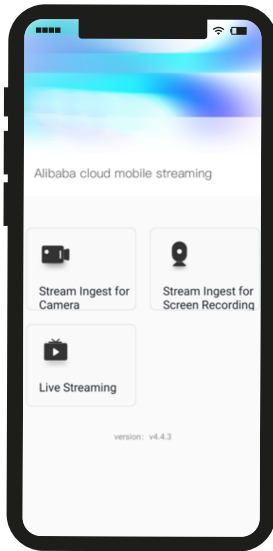 Alibaba cloud mobile streaming
Stream Ingest for
Camera
Stream Ingest for
Screen Recording
Live Streaming
version: v4.4.3